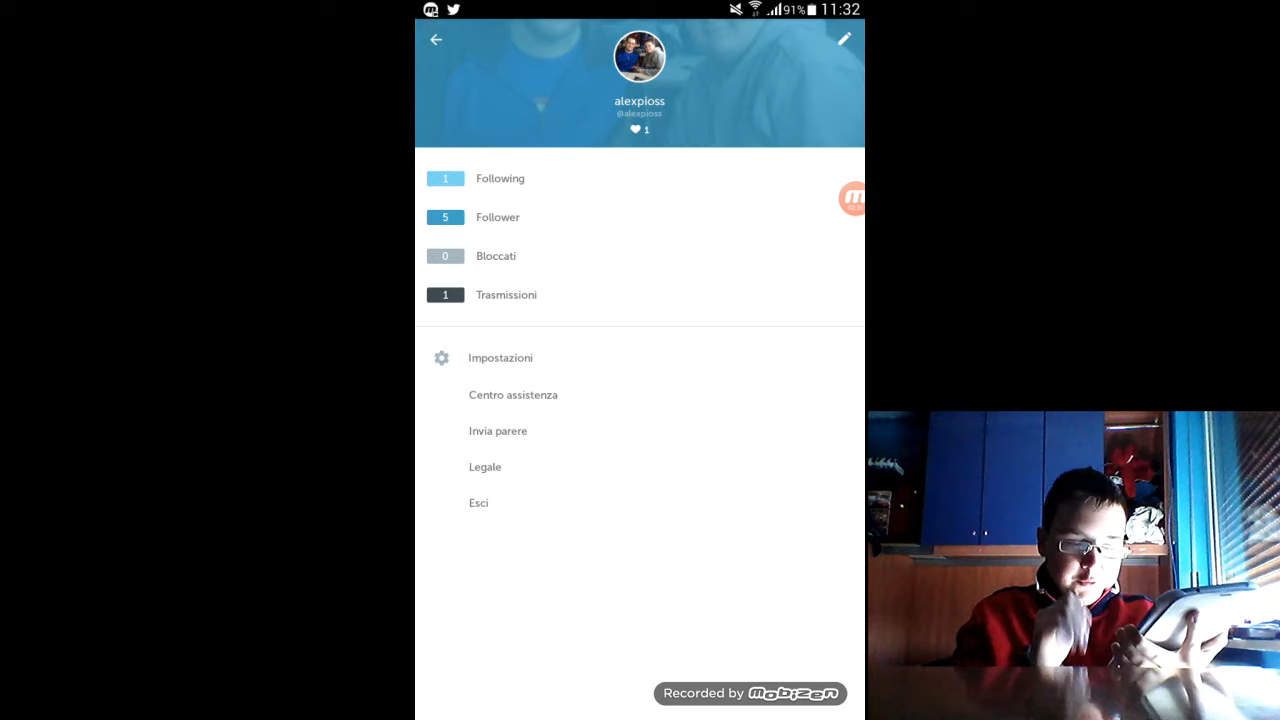 91% 11:32
alexpioss
@alexpioss
1
1 Following
5 Follower
0 Bloccati
1 Trasmissioni
Impostazioni
Centro assistenza
Invia parere
Legale
Esci
Recorded by mobizen